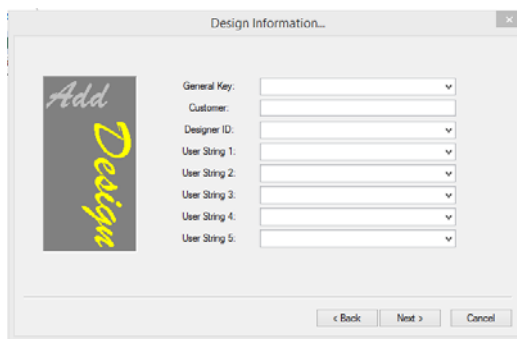 Design Information...
Add
Design
General Key:
Customer:
Designer ID:
User String 1:
User String 2:
User String 3:
User String 4:
User String 5:
< Back
Next >
Cancel